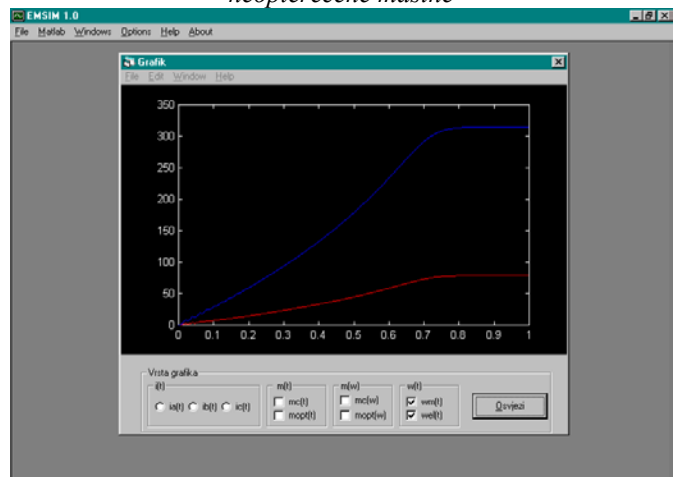 neopterećene mašine
EMSIM 1.0
File Matlab Windows Options Help About
Grafik
File Edit Window Help
350
300
250
200
150
100
50
0
0 0.1 0.2 0.3 0.4 0.5 0.6 0.7 0.8 0.9 1
Vrsta grafika
i(t) m(t) m(w) w(t)
ia(t) ib(t) ic(t) mc(t) mc(w) wm(t)
mopt(t) mopt(w) wel(t)
Osvjezi